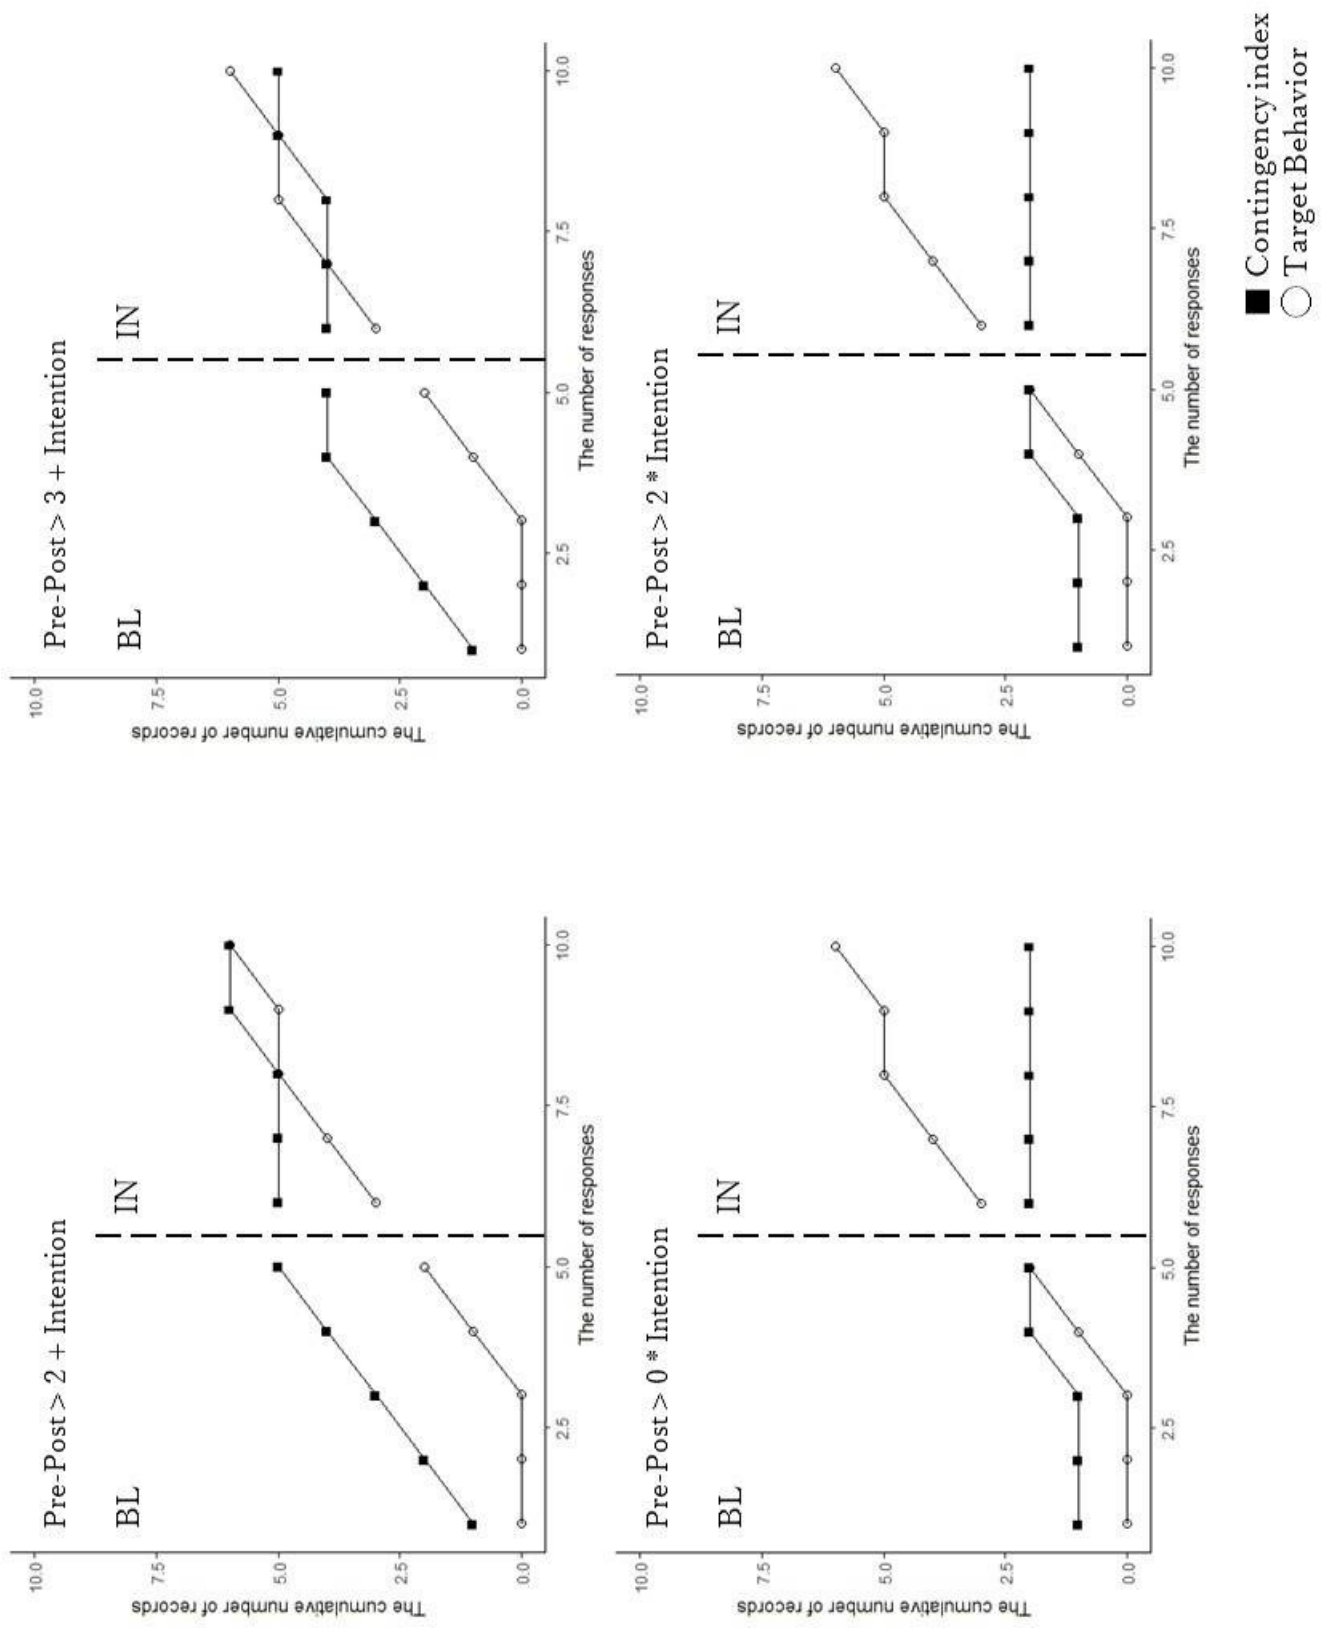 Pre-Post > 2 + Intention
BL
IN
10.0
7.5
5.0
2.5
0.0
The cumulative number of records
2.5
5.0
7.5
10.0
The number of responses
Pre-Post > 3 + Intention
BL
IN
10.0
7.5
5.0
2.5
0.0
The cumulative number of records
2.5
5.0
7.5
10.0
The number of responses
Pre-Post > 0 * Intention
BL
IN
10.0
7.5
5.0
2.5
0.0
The cumulative number of records
2.5
5.0
7.5
10.0
The number of responses
Pre-Post > 2 * Intention
BL
IN
10.0
7.5
5.0
2.5
0.0
The cumulative number of records
2.5
5.0
7.5
10.0
The number of responses
Contingency index
Target Behavior